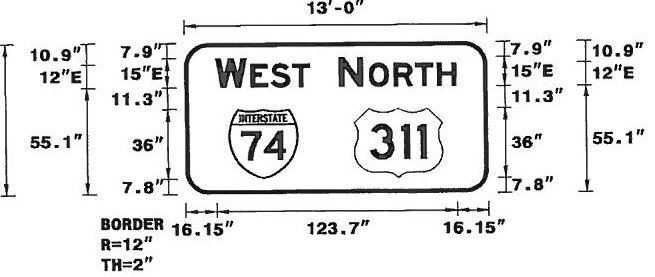 13'-0"
10.9" 7.9" WEST NORTH 7.9" 10.9"
12"E 15"E 15"E 12"E
11.3" 11.3"
INTERSTATE
55.1" 36" 74 311 36" 55.1"
7.8" 7.8"
BORDER 16.15" 123.7" 16.15"
R=12"
TH=2"